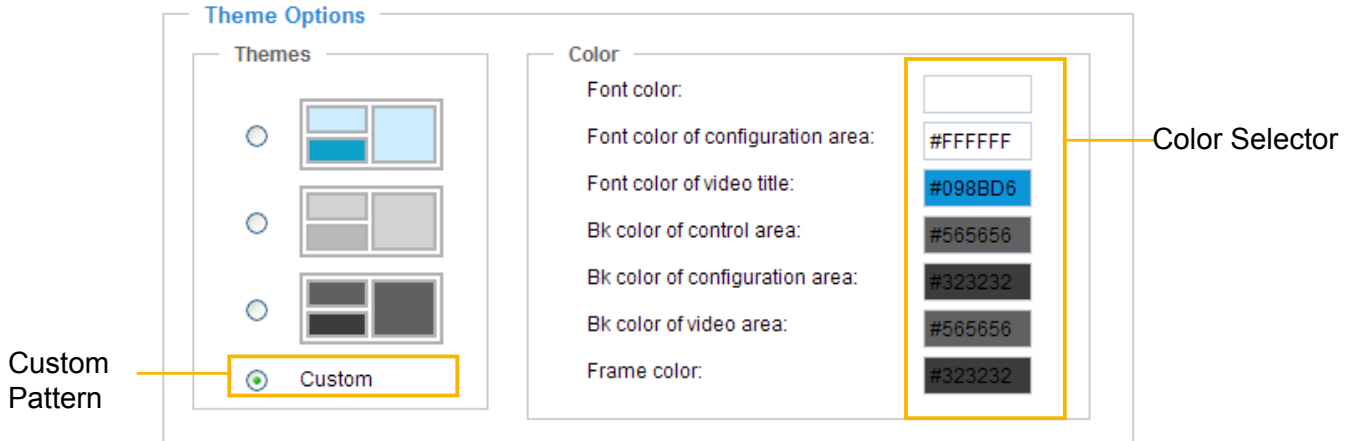 Theme Options
Themes
Color
Font color:
Font color of configuration area: #FFFFFF
Font color of video title: #098BD6
Bk color of control area: #565656
Bk color of configuration area: #323232
Bk color of video area: #565656
Frame color: #323232
Custom
Custom
Pattern
Color Selector